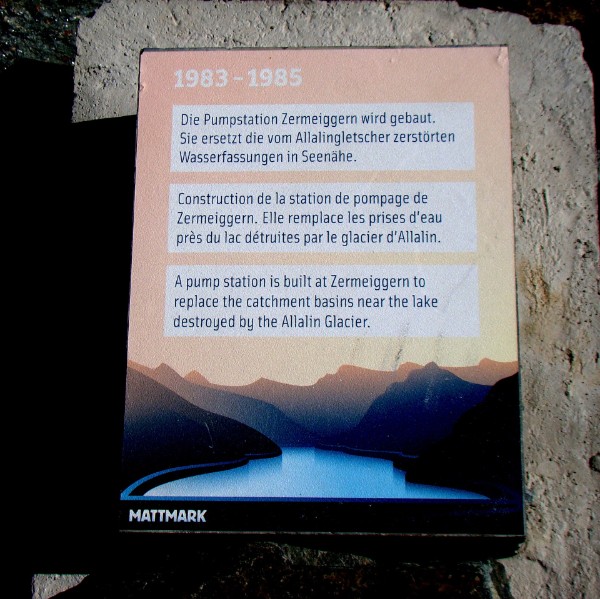 1983 – 1985
Die Pumpstation Zermeiggern wird gebaut.
Sie ersetzt die vom Allalingletscher zerstörten
Wasserfassungen in Seenähe.
Construction de la station de pompage de
Zermeiggern. Elle remplace les prises d'eau
près du lac détruites par le glacier d'Allalin.
A pump station is built at Zermeiggern to
replace the catchment basins near the lake
destroyed by the Allalin Glacier.
MATTMARK